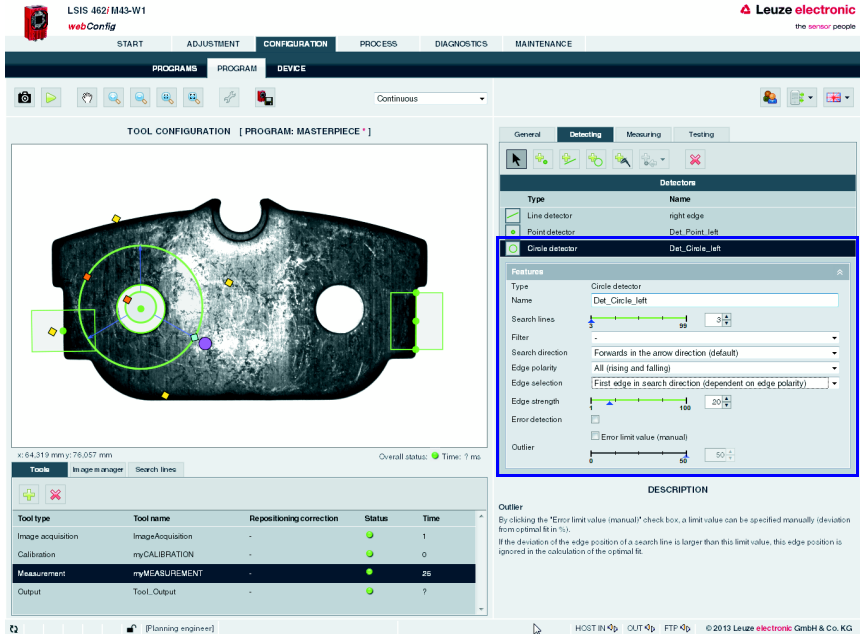 LSIS 462i M43-W1
webConfig
Leuze electronic
the sensor people
START ADJUSTMENT CONFIGURATION PROCESS DIAGNOSTICS MAINTENANCE
PROGRAMS PROGRAM DEVICE
Continuous
TOOL CONFIGURATION [ PROGRAM: MASTERPIECE * ]
x: 64,319 mm y: 76,057 mm
Overall status: Time: ? ms
Tools Image manager Search lines
Tool type Tool name Repositioning correction Status Time
Image acquisition ImageAcquisition - 1
Calibration myCALIBRATION - 0
Measurement myMEASUREMENT - 25
Output Tool_Output - ?
General Detecting Measuring Testing
Detectors
Type Name
Line detector right edge
Point detector Det_Point_left
Circle detector Det_Circle_left
Features
Type Circle detector
Name Det_Circle_left
Search lines 3 99 3
Filter -
Search direction Forwards in the arrow direction (default)
Edge polarity All (rising and falling)
Edge selection First edge in search direction (dependent on edge polarity)
Edge strength 1 100 20
Error detection
Error limit value (manual)
Outlier 0 50 50
DESCRIPTION
Outlier
By clicking the "Error limit value (manual)" check box, a limit value can be specified manually (deviation
from optimal fit in %).
If the deviation of the edge position of a search line is larger than this limit value, this edge position is
ignored in the calculation of the optimal fit.
[Planning engineer]
HOST IN OUT FTP © 2013 Leuze electronic GmbH & Co. KG